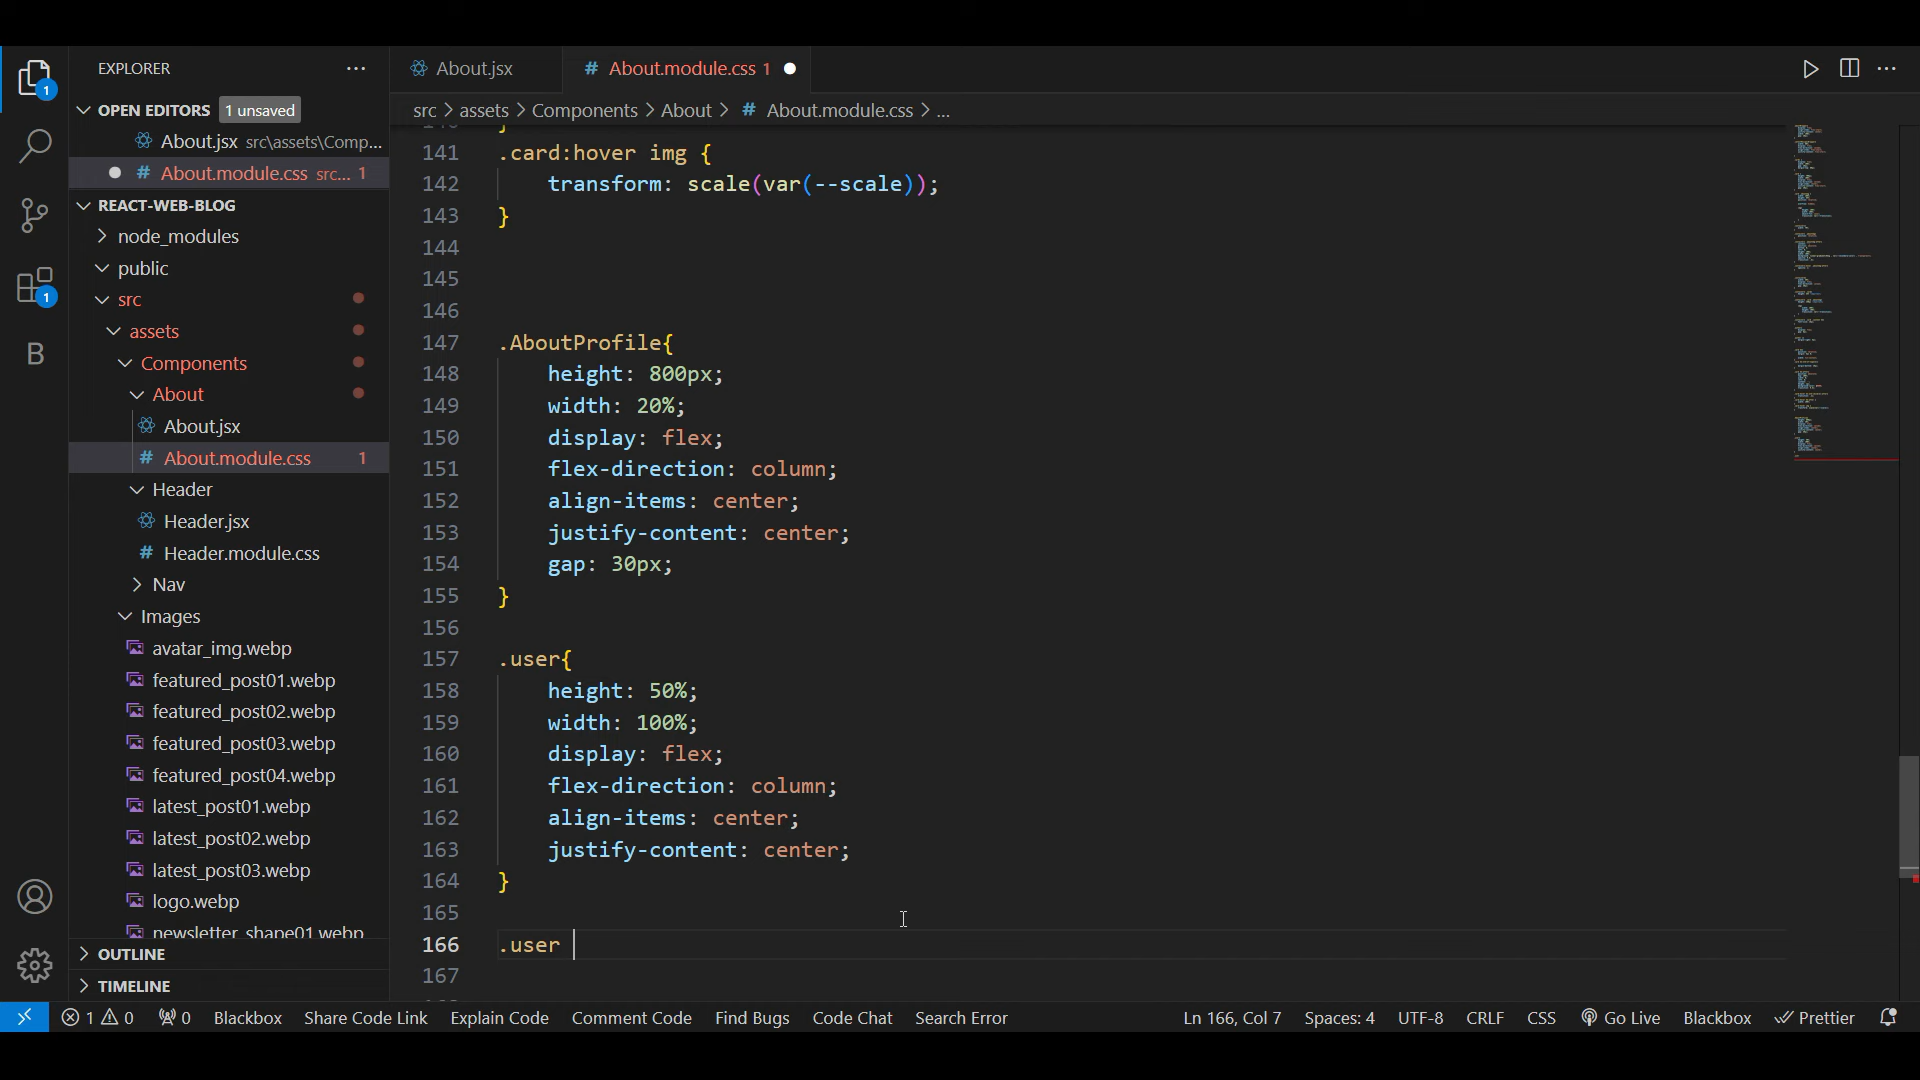 EXPLORER
OPEN EDITORS 1 unsaved
About.jsx src\assets\Comp...
About.module.css src... 1
REACT-WEB-BLOG
node_modules
public
src
assets
Components
About
About.jsx
About.module.css 1
Header
Header.jsx
Header.module.css
Nav
Images
avatar_img.webp
featured_post01.webp
featured_post02.webp
featured_post03.webp
featured_post04.webp
latest_post01.webp
latest_post02.webp
latest_post03.webp
logo.webp
newsletter_shape01.webp
OUTLINE
TIMELINE
1
1
B
About.jsx
# About.module.css 1
src > assets > Components > About > # About.module.css > ...
141 .card:hover img {
142 transform: scale(var(--scale));
143 }
144
145
146
147 .AboutProfile{
148 height: 800px;
149 width: 20%;
150 display: flex;
151 flex-direction: column;
152 align-items: center;
153 justify-content: center;
154 gap: 30px;
155 }
156
157 .user{
158 height: 50%;
159 width: 100%;
160 display: flex;
161 flex-direction: column;
162 align-items: center;
163 justify-content: center;
164 }
165
166 .user
167
1 0 0 Blackbox Share Code Link Explain Code Comment Code Find Bugs Code Chat Search Error Ln 166, Col 7 Spaces: 4 UTF-8 CRLF CSS Go Live Blackbox Prettier